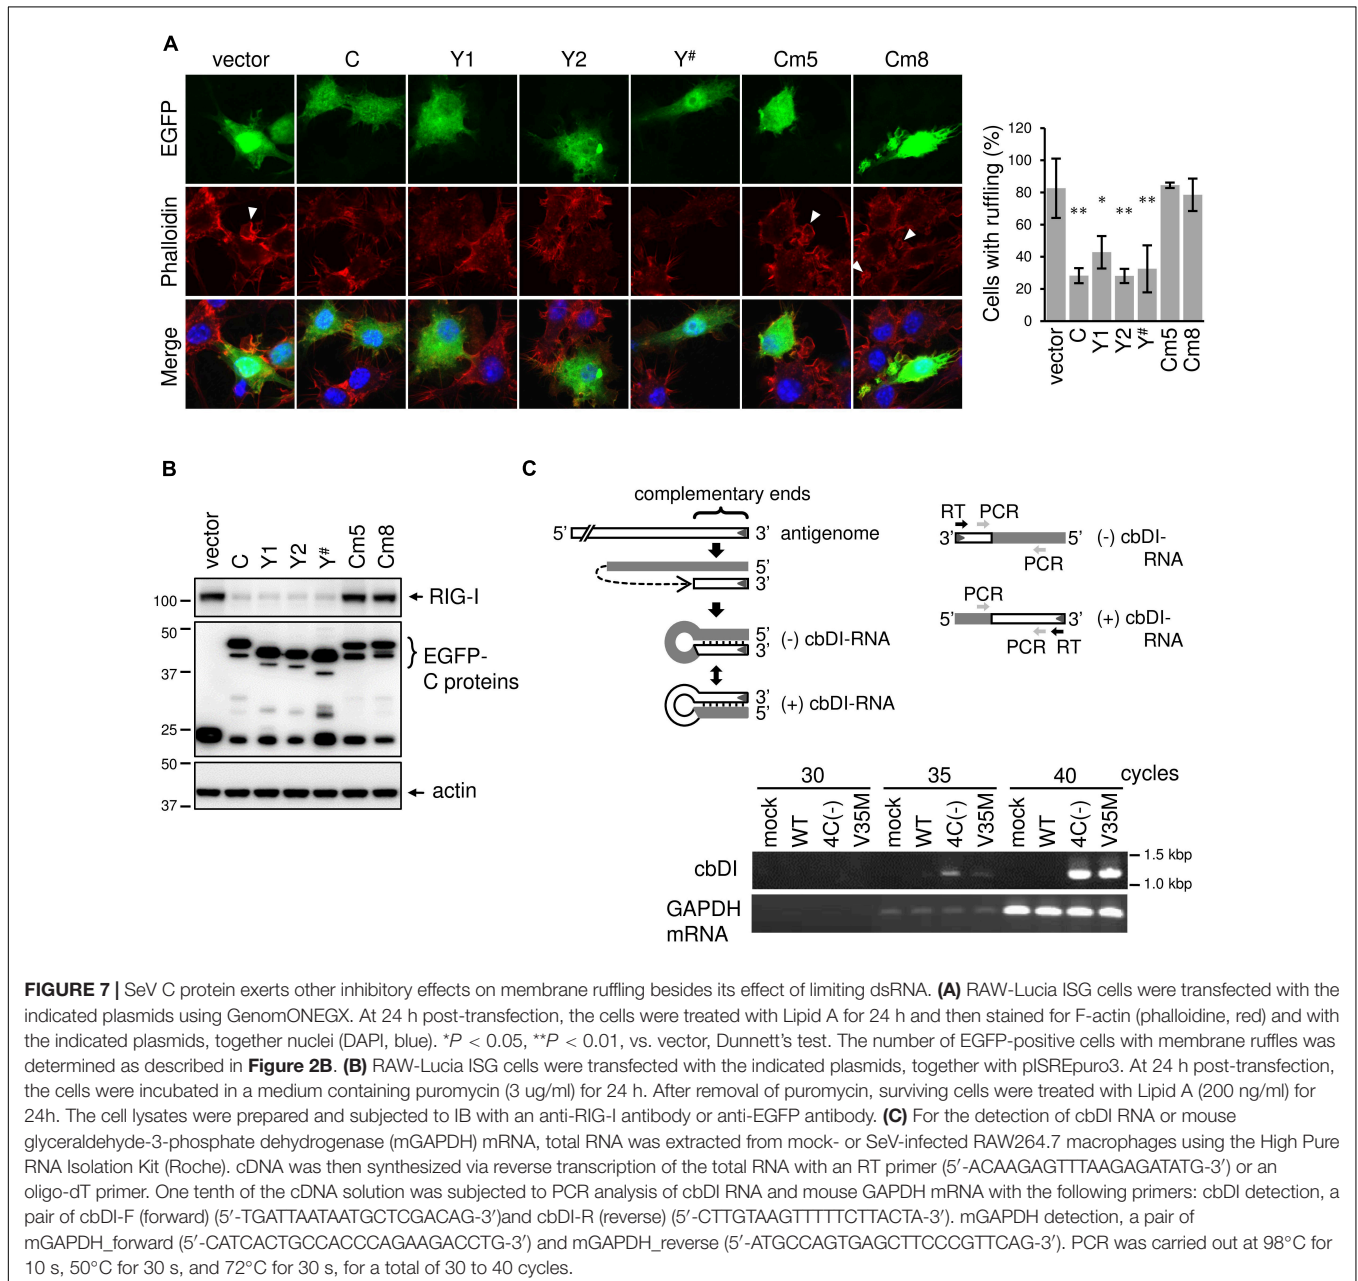 A
vector C Y1 Y2 Y# Cm5 Cm8
EGFP
Phalloidin
Merge
Cells with ruffling (%)
120
100
80
60
40
20
0
** * ** **
vector C Y1 Y2 Y# Cm5 Cm8
B
vector C Y1 Y2 Y# Cm5 Cm8
100
RIG-I
50
37
25
EGFP-
C proteins
50
37
actin
C
complementary ends
5' 3' antigenome
5'
3'
5'
3'
(-) cbDI-RNA
3'
5'
(+) cbDI-RNA
RT PCR
3' 5' (-) cbDI-
RNA
PCR
PCR
5' 3' (+) cbDI-
RNA
PCR RT
30 35 40 cycles
mock WT 4C(-) V35M mock WT 4C(-) V35M mock WT 4C(-) V35M
cbDI
1.5 kbp
1.0 kbp
GAPDH
mRNA
FIGURE 7 | SeV C protein exerts other inhibitory effects on membrane ruffling besides its effect of limiting dsRNA. (A) RAW-Lucia ISG cells were transfected with the
indicated plasmids using GenomONEGX. At 24 h post-transfection, the cells were treated with Lipid A for 24 h and then stained for F-actin (phalloidine, red) and with
the indicated plasmids, together nuclei (DAPI, blue). *P < 0.05, **P < 0.01, vs. vector, Dunnett's test. The number of EGFP-positive cells with membrane ruffles was
determined as described in Figure 2B. (B) RAW-Lucia ISG cells were transfected with the indicated plasmids, together with pISREpuro3. At 24 h post-transfection,
the cells were incubated in a medium containing puromycin (3 ug/ml) for 24 h. After removal of puromycin, surviving cells were treated with Lipid A (200 ng/ml) for
24h. The cell lysates were prepared and subjected to IB with an anti-RIG-I antibody or anti-EGFP antibody. (C) For the detection of cbDI RNA or mouse
glyceraldehyde-3-phosphate dehydrogenase (mGAPDH) mRNA, total RNA was extracted from mock- or SeV-infected RAW264.7 macrophages using the High Pure
RNA Isolation Kit (Roche). cDNA was then synthesized via reverse transcription of the total RNA with an RT primer (5′-ACAAGAGTTTAAGAGATATG-3′) or an
oligo-dT primer. One tenth of the cDNA solution was subjected to PCR analysis of cbDI RNA and mouse GAPDH mRNA with the following primers: cbDI detection, a
pair of cbDI-F (forward) (5′-TGATTAATAATGCTCGACAG-3′)and cbDI-R (reverse) (5′-CTTGTAAGTTTTTCTTACTA-3′). mGAPDH detection, a pair of
mGAPDH_forward (5′-CATCACTGCCACCCAGAAGACCTG-3′) and mGAPDH_reverse (5′-ATGCCAGTGAGCTTCCCGTTCAG-3′). PCR was carried out at 98°C for
10 s, 50°C for 30 s, and 72°C for 30 s, for a total of 30 to 40 cycles.